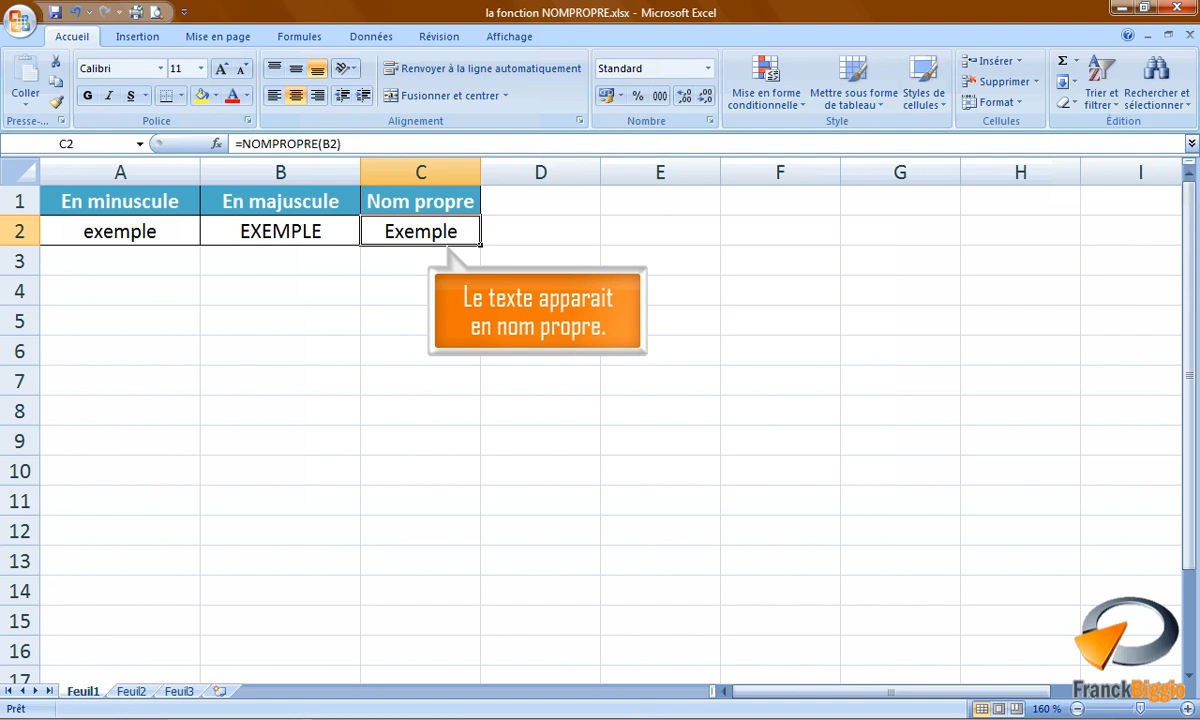 la fonction NOMPROPRE.xlsx - Microsoft Excel
Accueil Insertion Mise en page Formules Données Révision Affichage
Coller
Presse-...
Calibri 11
G I S
Police
Renvoyer à la ligne automatiquement
Fusionner et centrer
Alignement
Standard
% 000
Nombre
Mise en forme conditionnelle
Mettre sous forme de tableau
Styles de cellules
Style
Insérer
Supprimer
Format
Cellules
Σ
Trier et filtrer
Rechercher et sélectionner
Édition
C2 fx =NOMPROPRE(B2)
A B C D E F G H I
1 En minuscule En majuscule Nom propre
2 exemple EXEMPLE Exemple
3
Le texte apparait
en nom propre.
4
5
6
7
8
9
10
11
12
13
14
15
16
17
FranckBiggio
Feuil1 Feuil2 Feuil3
Prêt 160 %